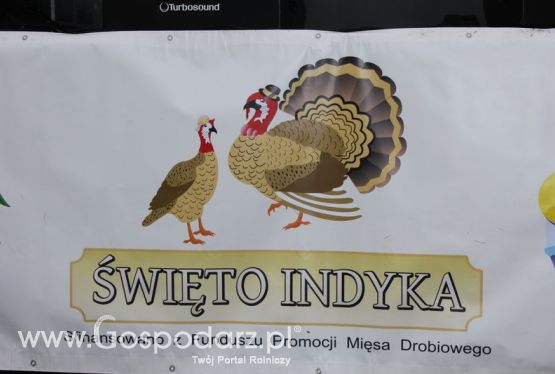 Turbosound
ŚWIĘTO INDYKA
Sfinansowano z Funduszu Promocji Mięsa Drobiowego
www.Gospodarz.pl
Twój Portal Rolniczy